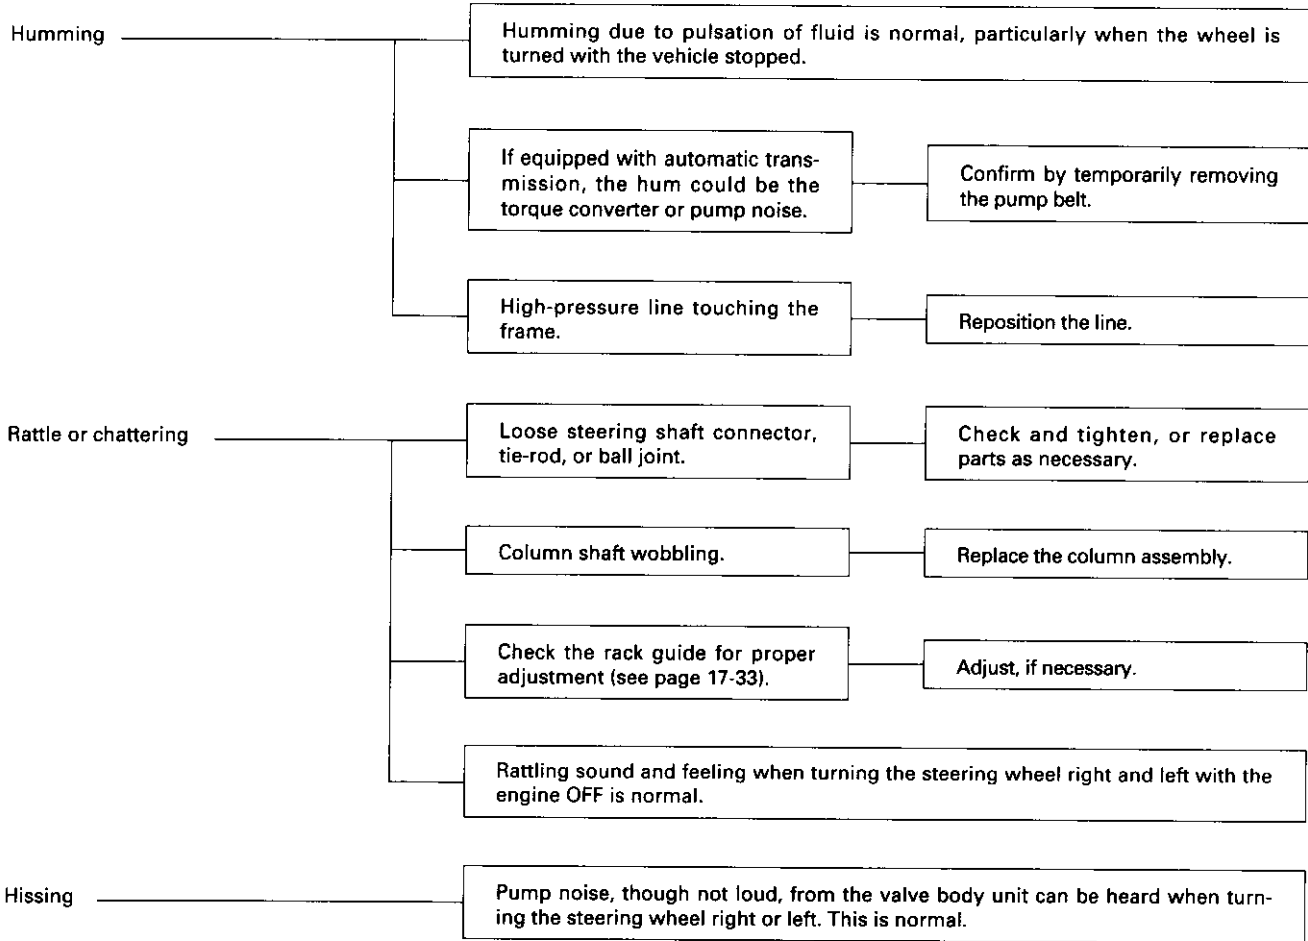 Humming
Humming due to pulsation of fluid is normal, particularly when the wheel is
turned with the vehicle stopped.
If equipped with automatic trans-
mission, the hum could be the
torque converter or pump noise.
Confirm by temporarily removing
the pump belt.
High-pressure line touching the
frame.
Reposition the line.
Rattle or chattering
Loose steering shaft connector,
tie-rod, or ball joint.
Check and tighten, or replace
parts as necessary.
Column shaft wobbling.
Replace the column assembly.
Check the rack guide for proper
adjustment (see page 17-33).
Adjust, if necessary.
Rattling sound and feeling when turning the steering wheel right and left with the
engine OFF is normal.
Hissing
Pump noise, though not loud, from the valve body unit can be heard when turn-
ing the steering wheel right or left. This is normal.